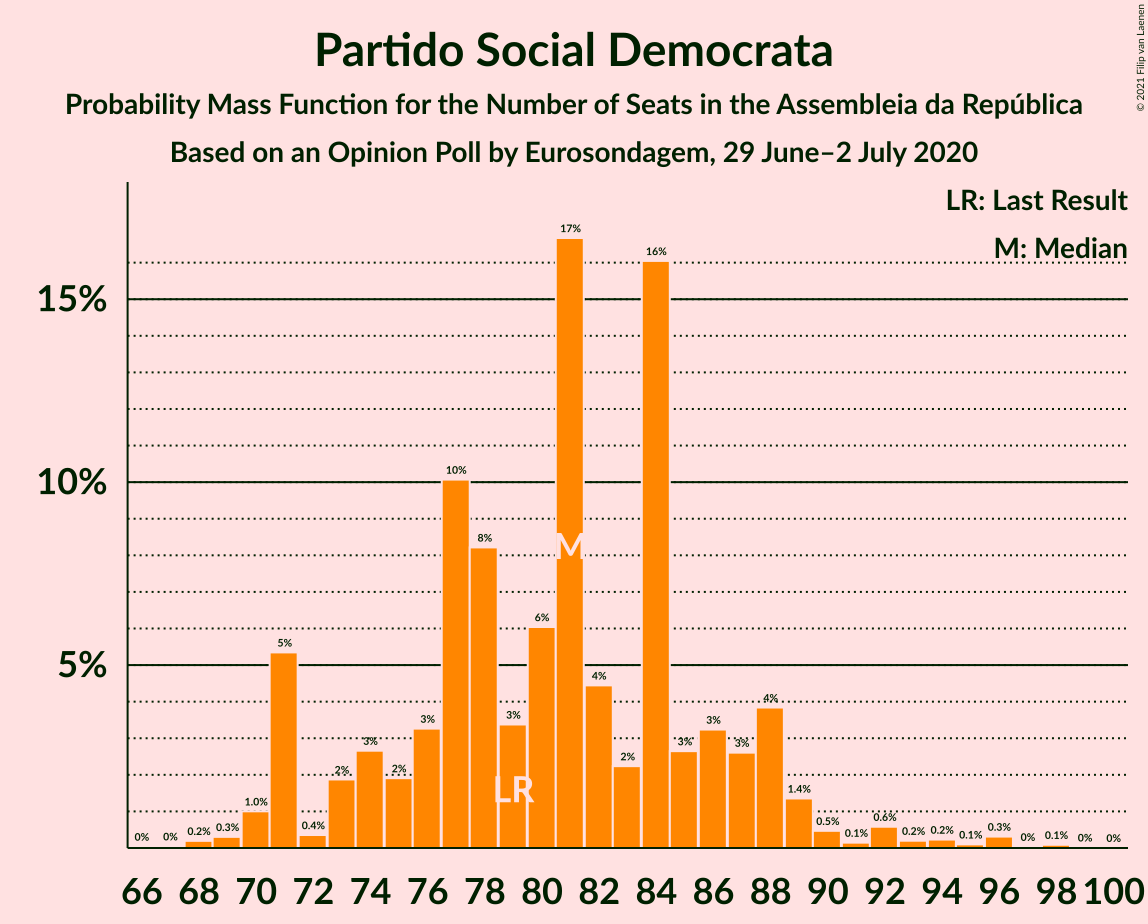 Partido Social Democrata
Probability Mass Function for the Number of Seats in the Assembleia da República
Based on an Opinion Poll by Eurosondagem, 29 June–2 July 2020
© 2021 Filip van Laenen
LR: Last Result
M: Median
15%
10%
5%
0% 0% 0.2% 0.3% 1.0% 5% 0.4% 2% 3% 2% 3% 10% 8% 3% 6% 17% 4% 2% 16% 3% 3% 3% 4% 1.4% 0.5% 0.1% 0.6% 0.2% 0.2% 0.1% 0.3% 0% 0.1% 0% 0%
M
LR
66 68 70 72 74 76 78 80 82 84 86 88 90 92 94 96 98 100